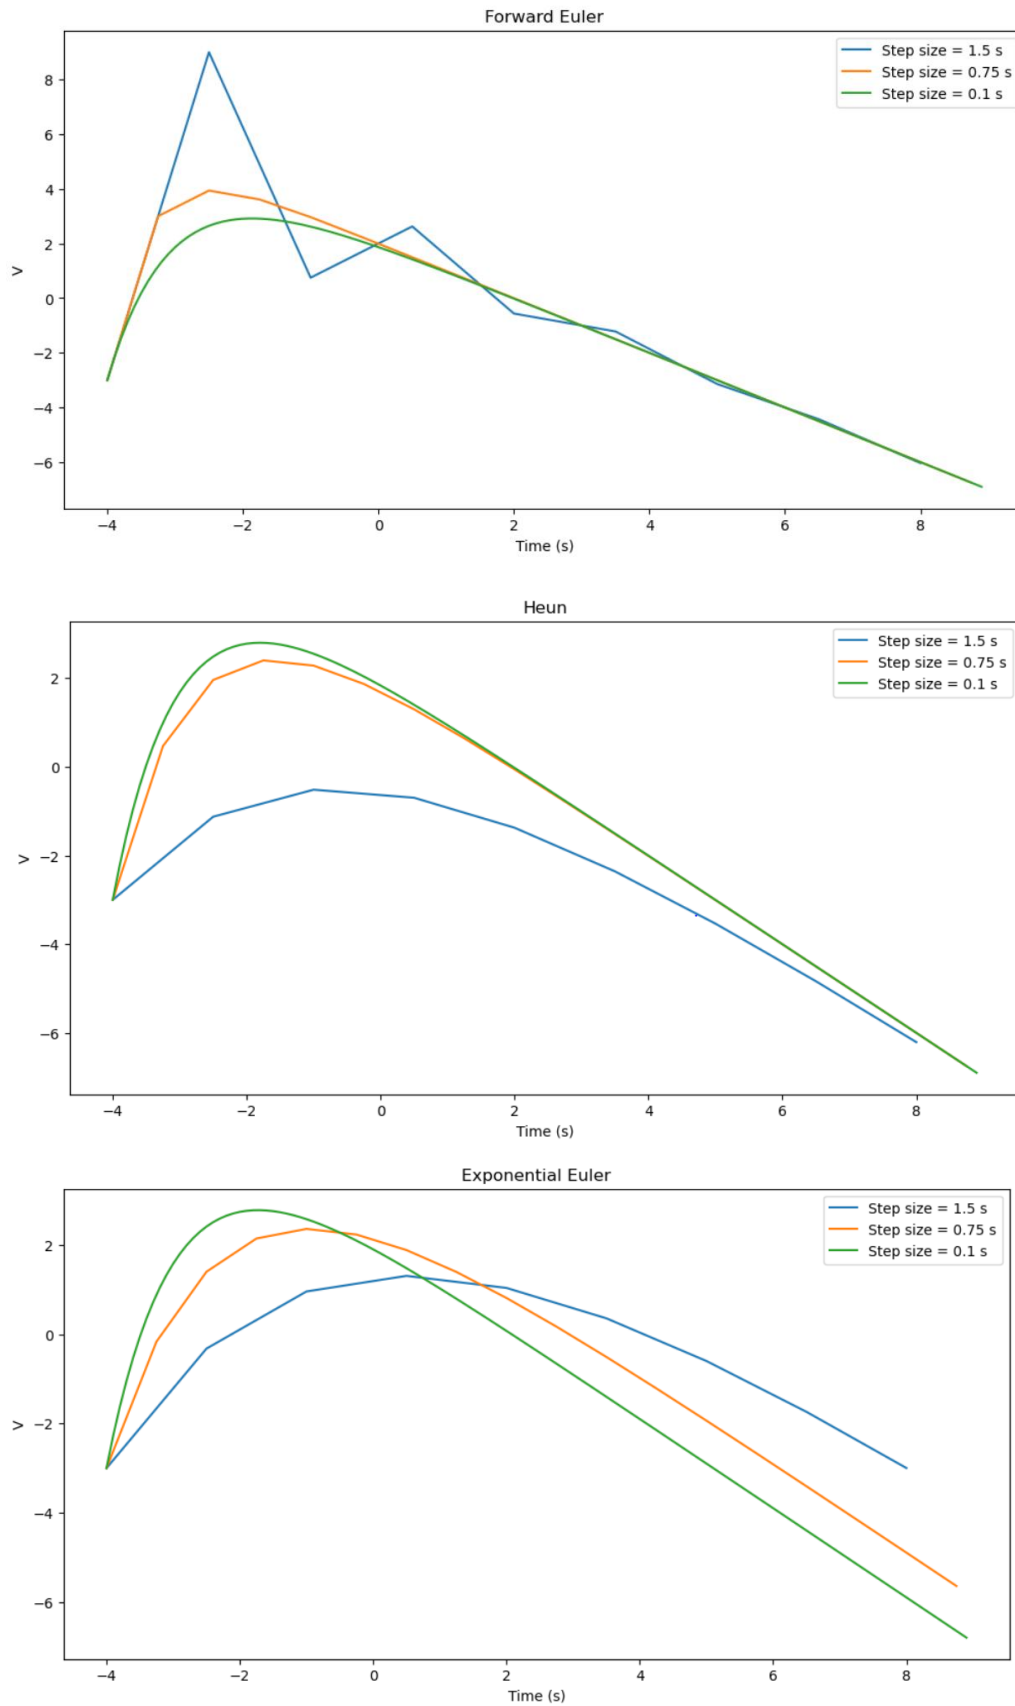 Forward Euler
Step size = 1.5 s
Step size = 0.75 s
Step size = 0.1 s
8
6
4
2
0
−2
−4
−6
V
−4 −2 0 2 4 6 8
Time (s)
Heun
Step size = 1.5 s
Step size = 0.75 s
Step size = 0.1 s
2
0
−2
−4
−6
V
−4 −2 0 2 4 6 8
Time (s)
Exponential Euler
Step size = 1.5 s
Step size = 0.75 s
Step size = 0.1 s
2
0
−2
−4
−6
V
−4 −2 0 2 4 6 8
Time (s)